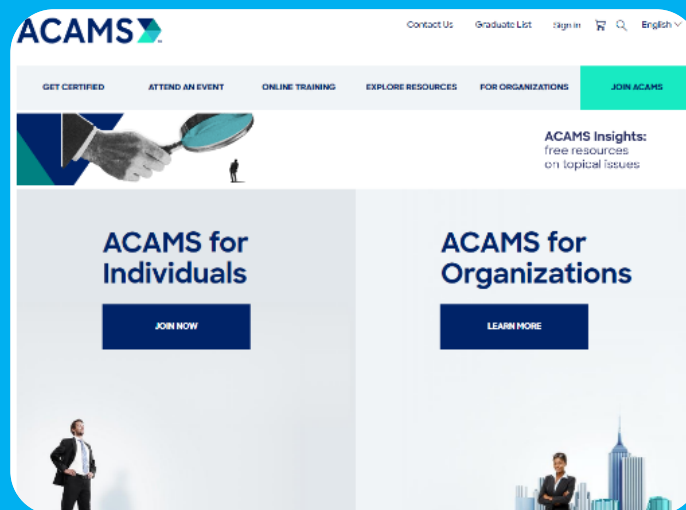 ACAMS
Contact Us Graduate List Sign in English
GET CERTIFIED ATTEND AN EVENT ONLINE TRAINING EXPLORE RESOURCES FOR ORGANIZATIONS JOIN ACAMS
ACAMS Insights:
free resources
on topical issues
ACAMS for
Individuals
JOIN NOW
ACAMS for
Organizations
LEARN MORE